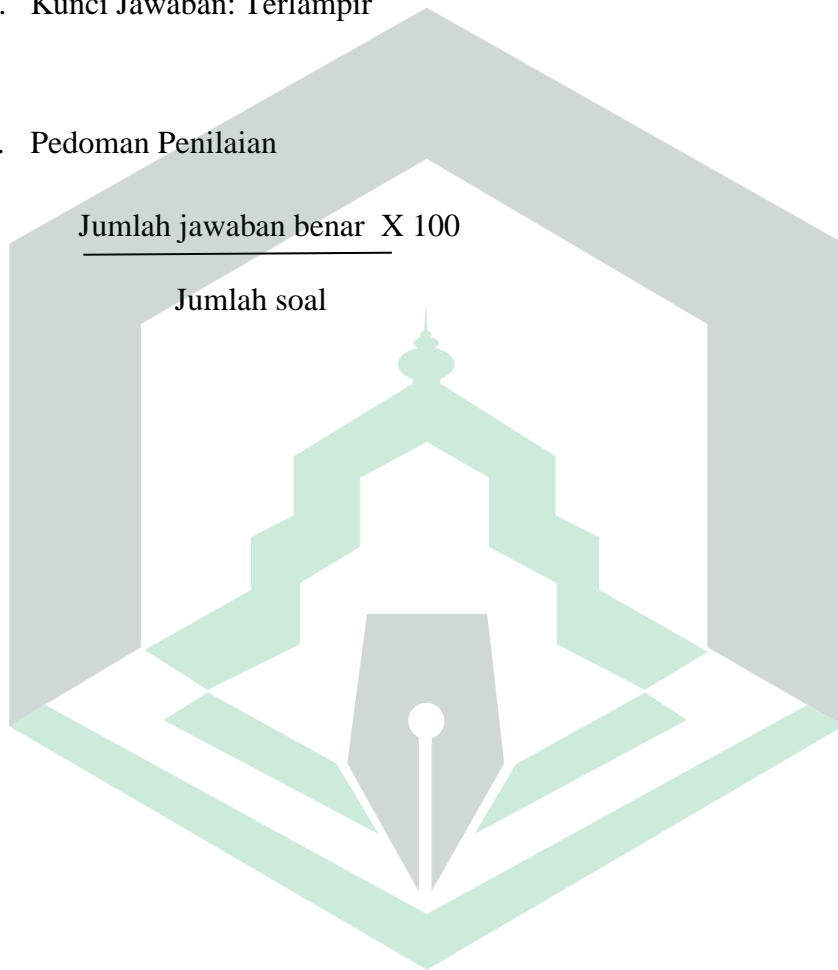 . Kunci Jawaban: Terlampir
. Pedoman Penilaian
Jumlah jawaban benar X 100
Jumlah soal